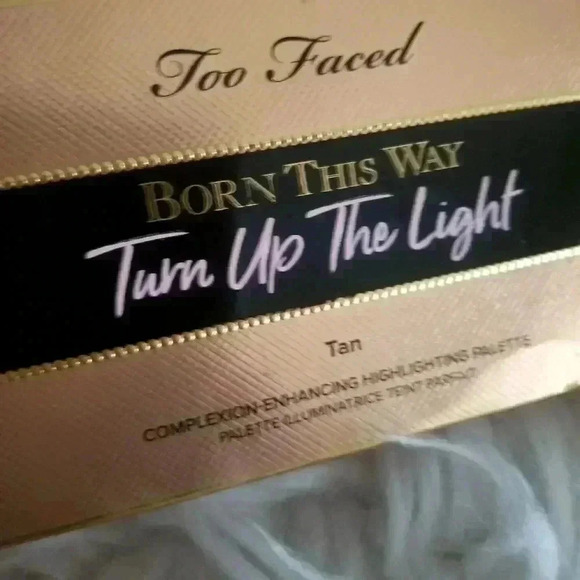 Too Faced
BORN THIS WAY
Turn Up The Light
Tan
COMPLEXION-ENHANCING HIGHLIGHTING PALETTE
PALETTE ILLUMINATRICE TEINT PARFAIT